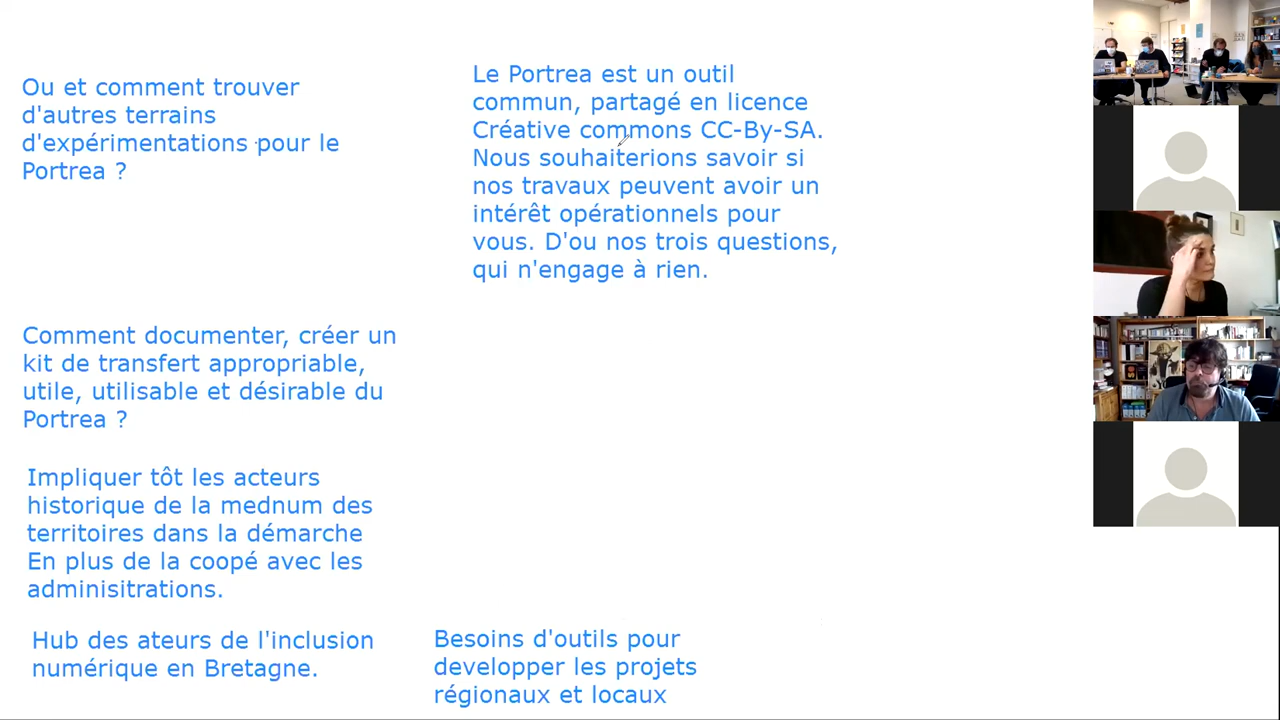 Ou et comment trouver
d'autres terrains
d'expérimentations pour le
Portrea ?
Le Portrea est un outil
commun, partagé en licence
Créative commons CC-By-SA.
Nous souhaiterions savoir si
nos travaux peuvent avoir un
intérêt opérationnels pour
vous. D'ou nos trois questions,
qui n'engage à rien.
Comment documenter, créer un
kit de transfert appropriable,
utile, utilisable et désirable du
Portrea ?
Impliquer tôt les acteurs
historique de la mednum des
territoires dans la démarche
En plus de la coopé avec les
adminisitrations.
Hub des ateurs de l'inclusion
numérique en Bretagne.
Besoins d'outils pour
developper les projets
régionaux et locaux